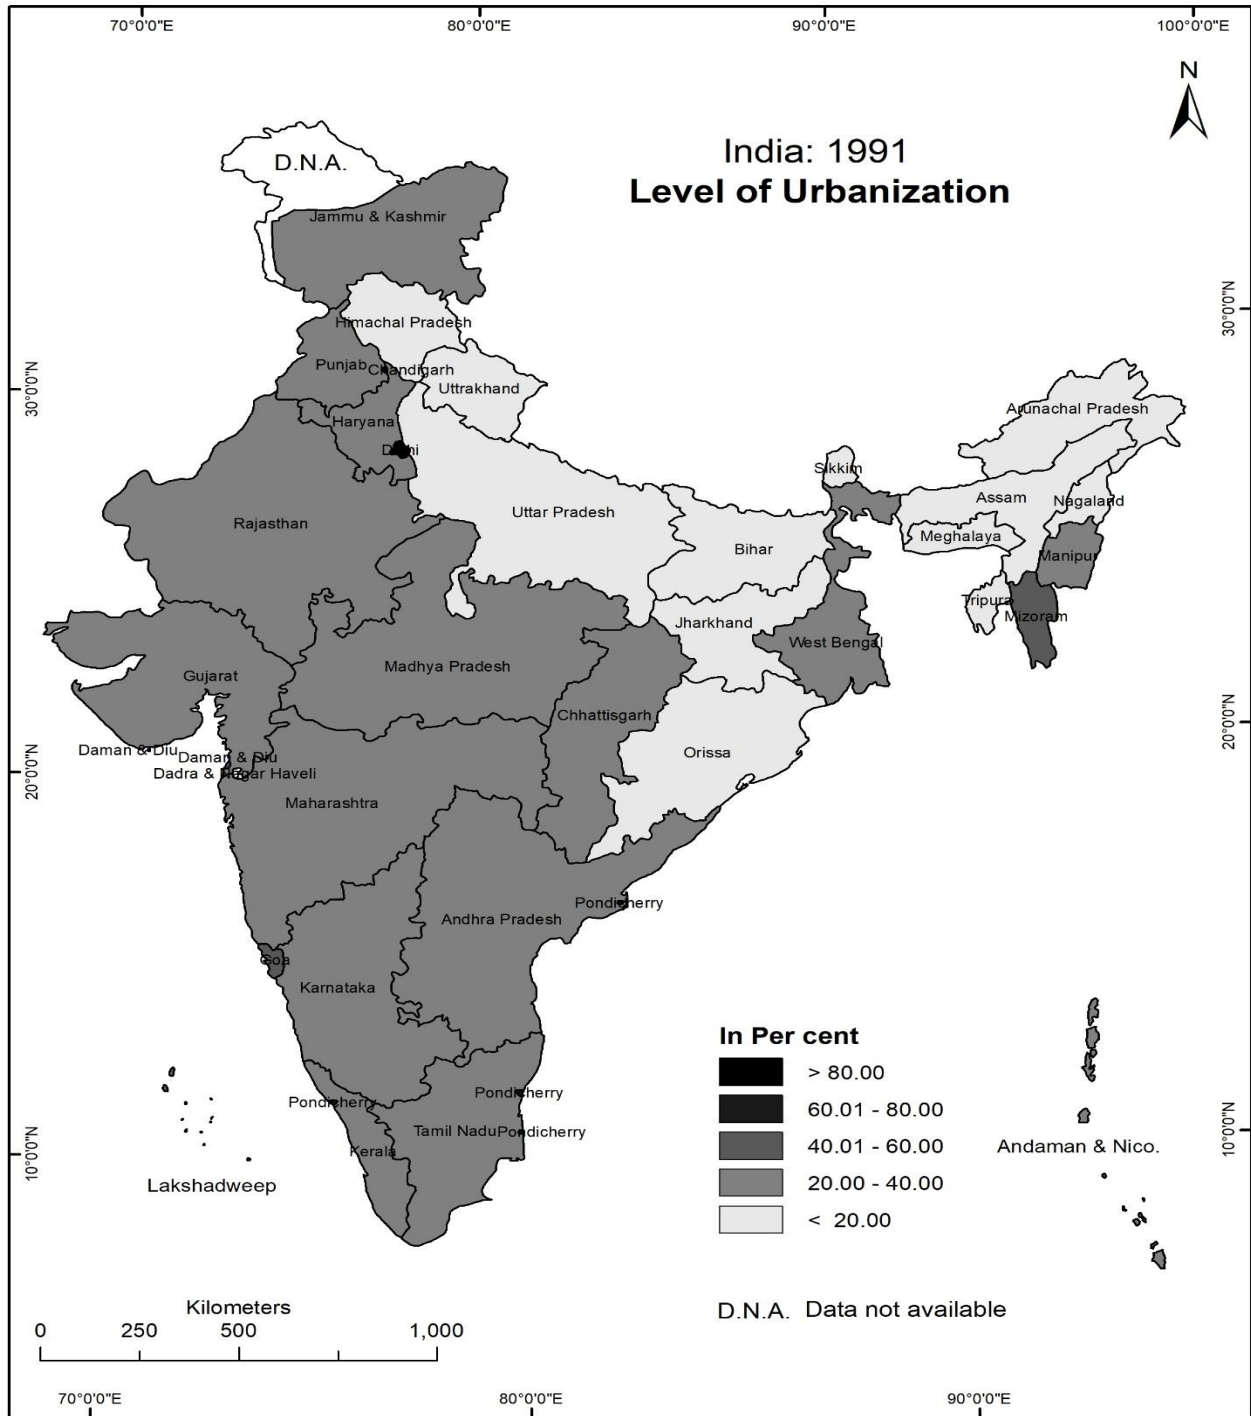 70°0'0"E 80°0'0"E 90°0'0"E 100°0'0"E
N
India: 1991
Level of Urbanization
D.N.A.
Jammu & Kashmir
30°0'0"N
Himachal Pradesh
Punjab
Chandigarh
30°0'0"N
Uttrakhand
Arunachal Pradesh
Haryana
Delhi
Sikkim
Assam
Nagaland
Rajasthan
Uttar Pradesh
Meghalaya
Bihar
Manipur
Tripura
Mizoram
Jharkhand
West Bengal
Madhya Pradesh
Gujarat
Chhattisgarh
20°0'0"N
Daman & Diu
Daman & Diu
Orissa
20°0'0"N
Dadra & Nagar Haveli
Maharashtra
Pondicherry
Andhra Pradesh
Goa
Karnataka
In Per cent
> 80.00
60.01 - 80.00
40.01 - 60.00
20.00 - 40.00
< 20.00
Pondicherry
Pondicherry
Tamil Nadu
Pondicherry
10°0'0"N
Kerala
10°0'0"N
Andaman & Nico.
Lakshadweep
Kilometers
0 250 500 1,000
D.N.A. Data not available
70°0'0"E 80°0'0"E 90°0'0"E